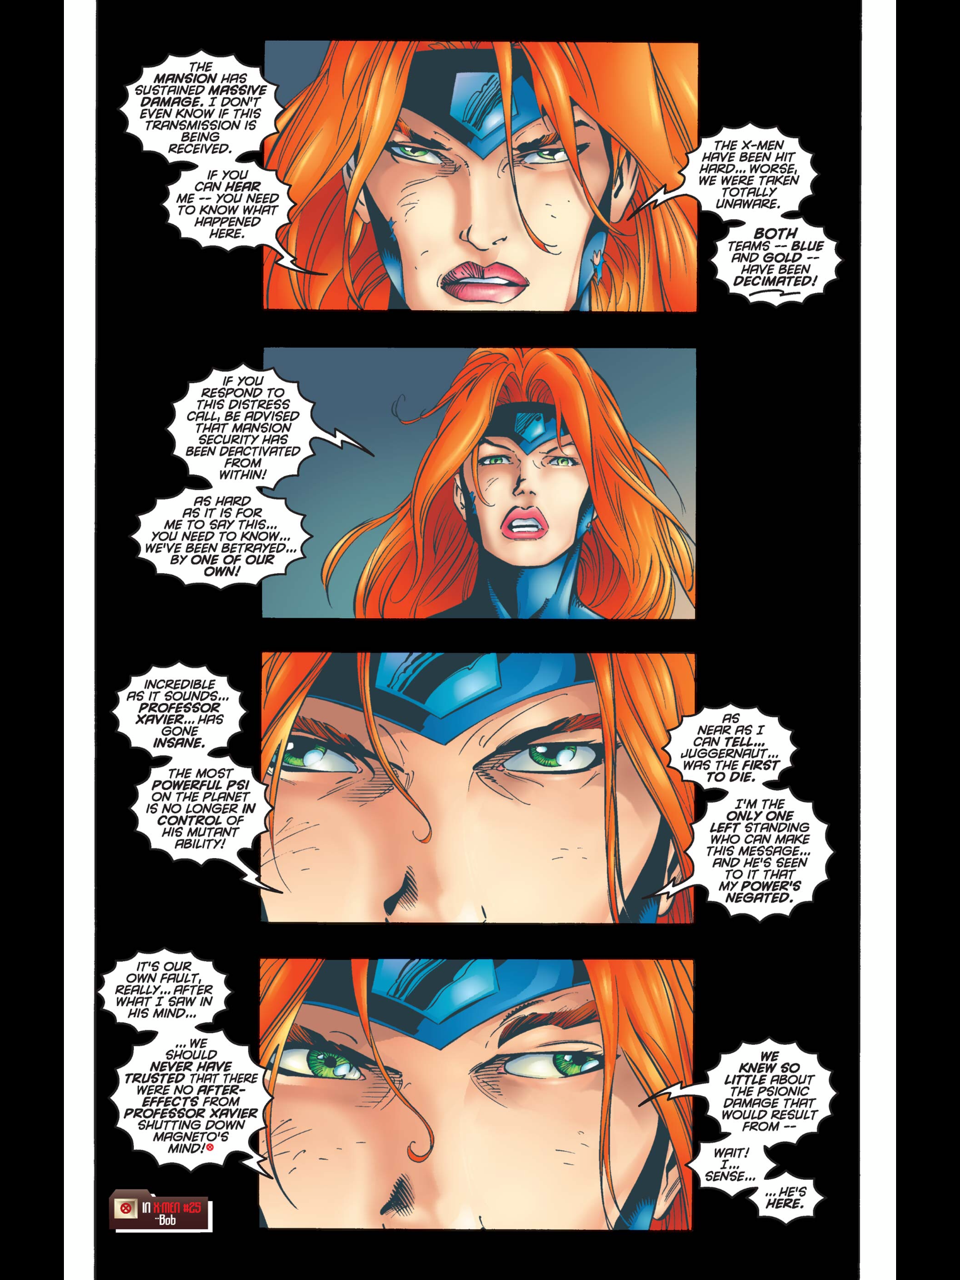 THE
MANSION HAS
SUSTAINED MASSIVE
DAMAGE. I DON'T
EVEN KNOW IF THIS
TRANSMISSION IS
BEING
RECEIVED.
IF YOU
CAN HEAR
ME -- YOU NEED
TO KNOW WHAT
HAPPENED
HERE.
THE X-MEN
HAVE BEEN HIT
HARD... WORSE,
WE WERE TAKEN
TOTALLY
UNAWARE.
BOTH
TEAMS -- BLUE
AND GOLD --
HAVE BEEN
DECIMATED!
IF YOU
RESPOND TO
THIS DISTRESS
CALL, BE ADVISED
THAT MANSION
SECURITY HAS
BEEN DEACTIVATED
FROM
WITHIN!
AS HARD
AS IT IS FOR
ME TO SAY THIS...
YOU NEED TO KNOW...
WE'VE BEEN BETRAYED...
BY ONE OF OUR
OWN!
INCREDIBLE
AS IT SOUNDS...
PROFESSOR
XAVIER... HAS
GONE
INSANE.
THE MOST
POWERFUL PSI
ON THE PLANET
IS NO LONGER IN
CONTROL OF
HIS MUTANT
ABILITY!
AS
NEAR AS I
CAN TELL...
JUGGERNAUT...
WAS THE FIRST
TO DIE.
I'M THE
ONLY ONE
LEFT STANDING
WHO CAN MAKE
THIS MESSAGE...
AND HE'S SEEN
TO IT THAT
MY POWER'S
NEGATED.
IT'S OUR
OWN FAULT,
REALLY... AFTER
WHAT I SAW IN
HIS MIND...
...WE
SHOULD
NEVER HAVE
TRUSTED THAT THERE
WERE NO AFTER-
EFFECTS FROM
PROFESSOR XAVIER
SHUTTING DOWN
MAGNETO'S
MIND!
WE
KNEW SO
LITTLE ABOUT
THE PSIONIC
DAMAGE THAT
WOULD RESULT
FROM --
WAIT!
I...
SENSE...
...HE'S
HERE.
IN X-MEN #25
-Bob